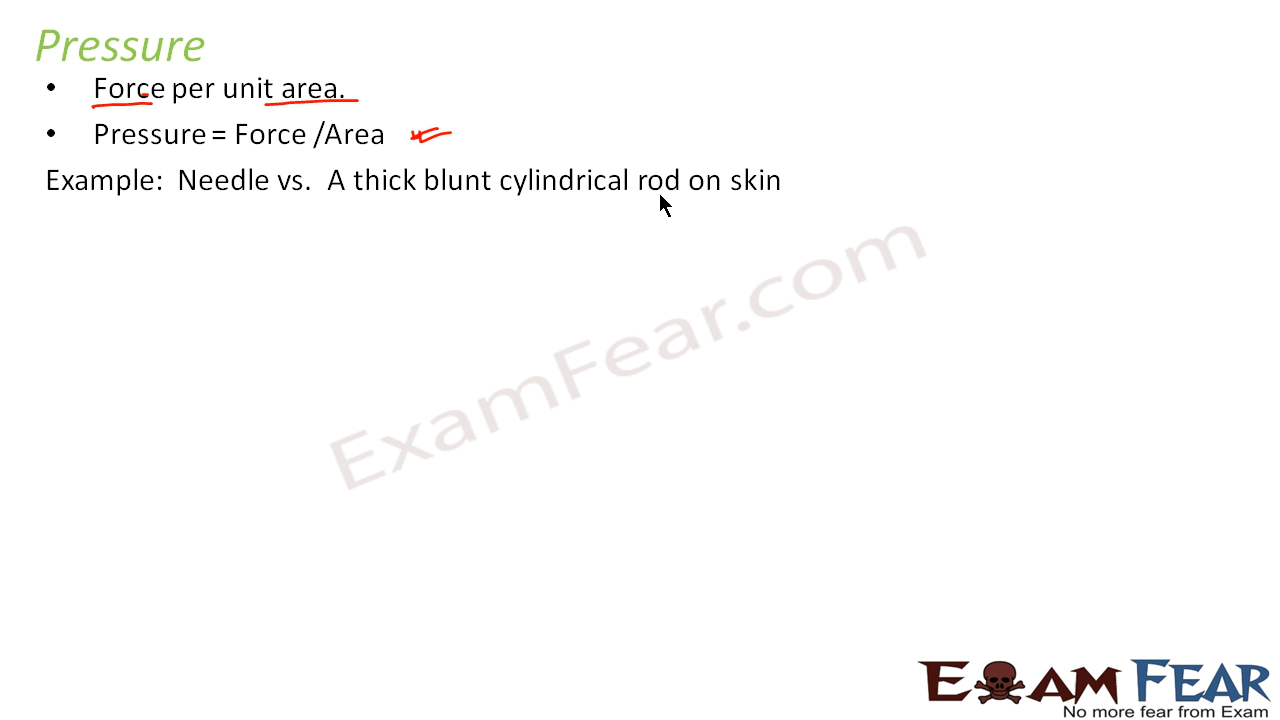 Pressure
• Force per unit area.
• Pressure = Force /Area
Example: Needle vs. A thick blunt cylindrical rod on skin
ExamFear.com
EXAM FEAR
No more fear from Exam